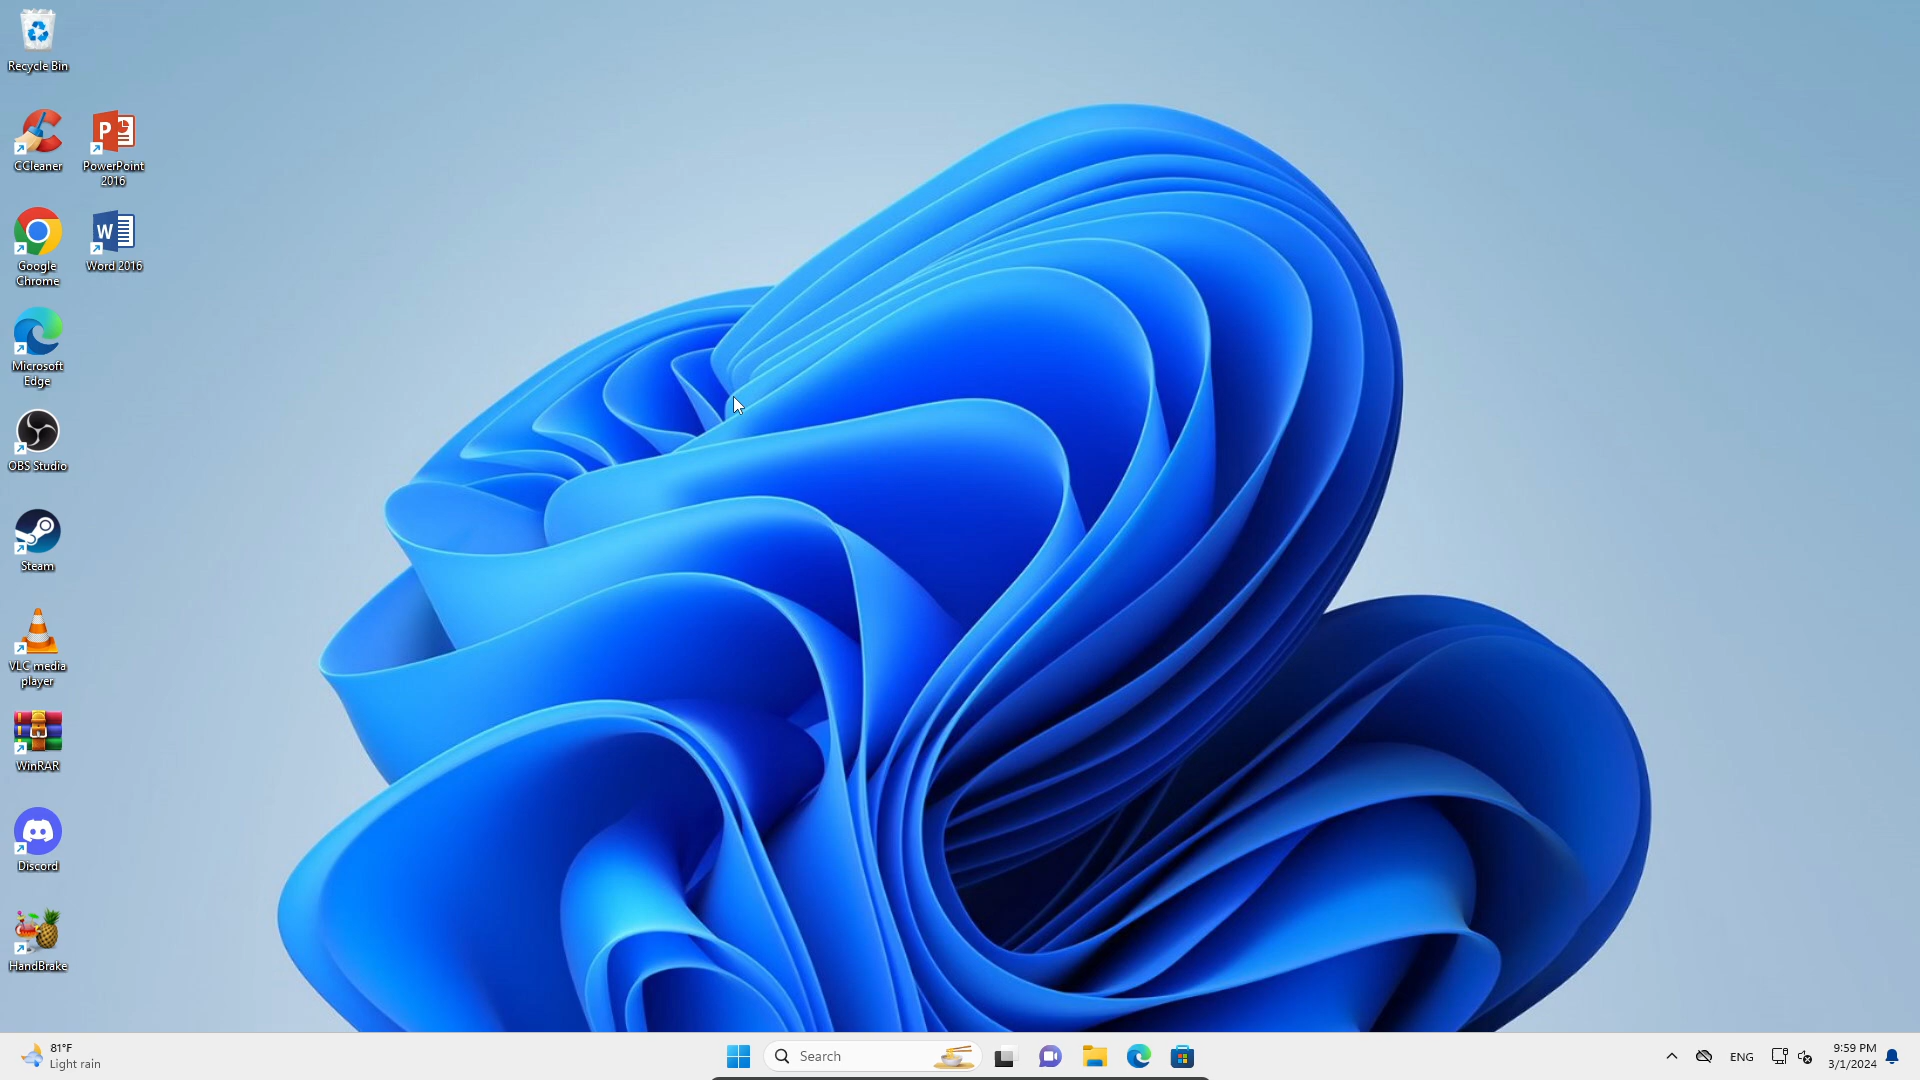 Recycle Bin
CCleaner
PowerPoint
2016
Google
Chrome
Word 2016
Microsoft
Edge
OBS Studio
Steam
VLC media
player
WinRAR
Discord
HandBrake
81°F
Light rain
Search
ENG
9:59 PM
3/1/2024